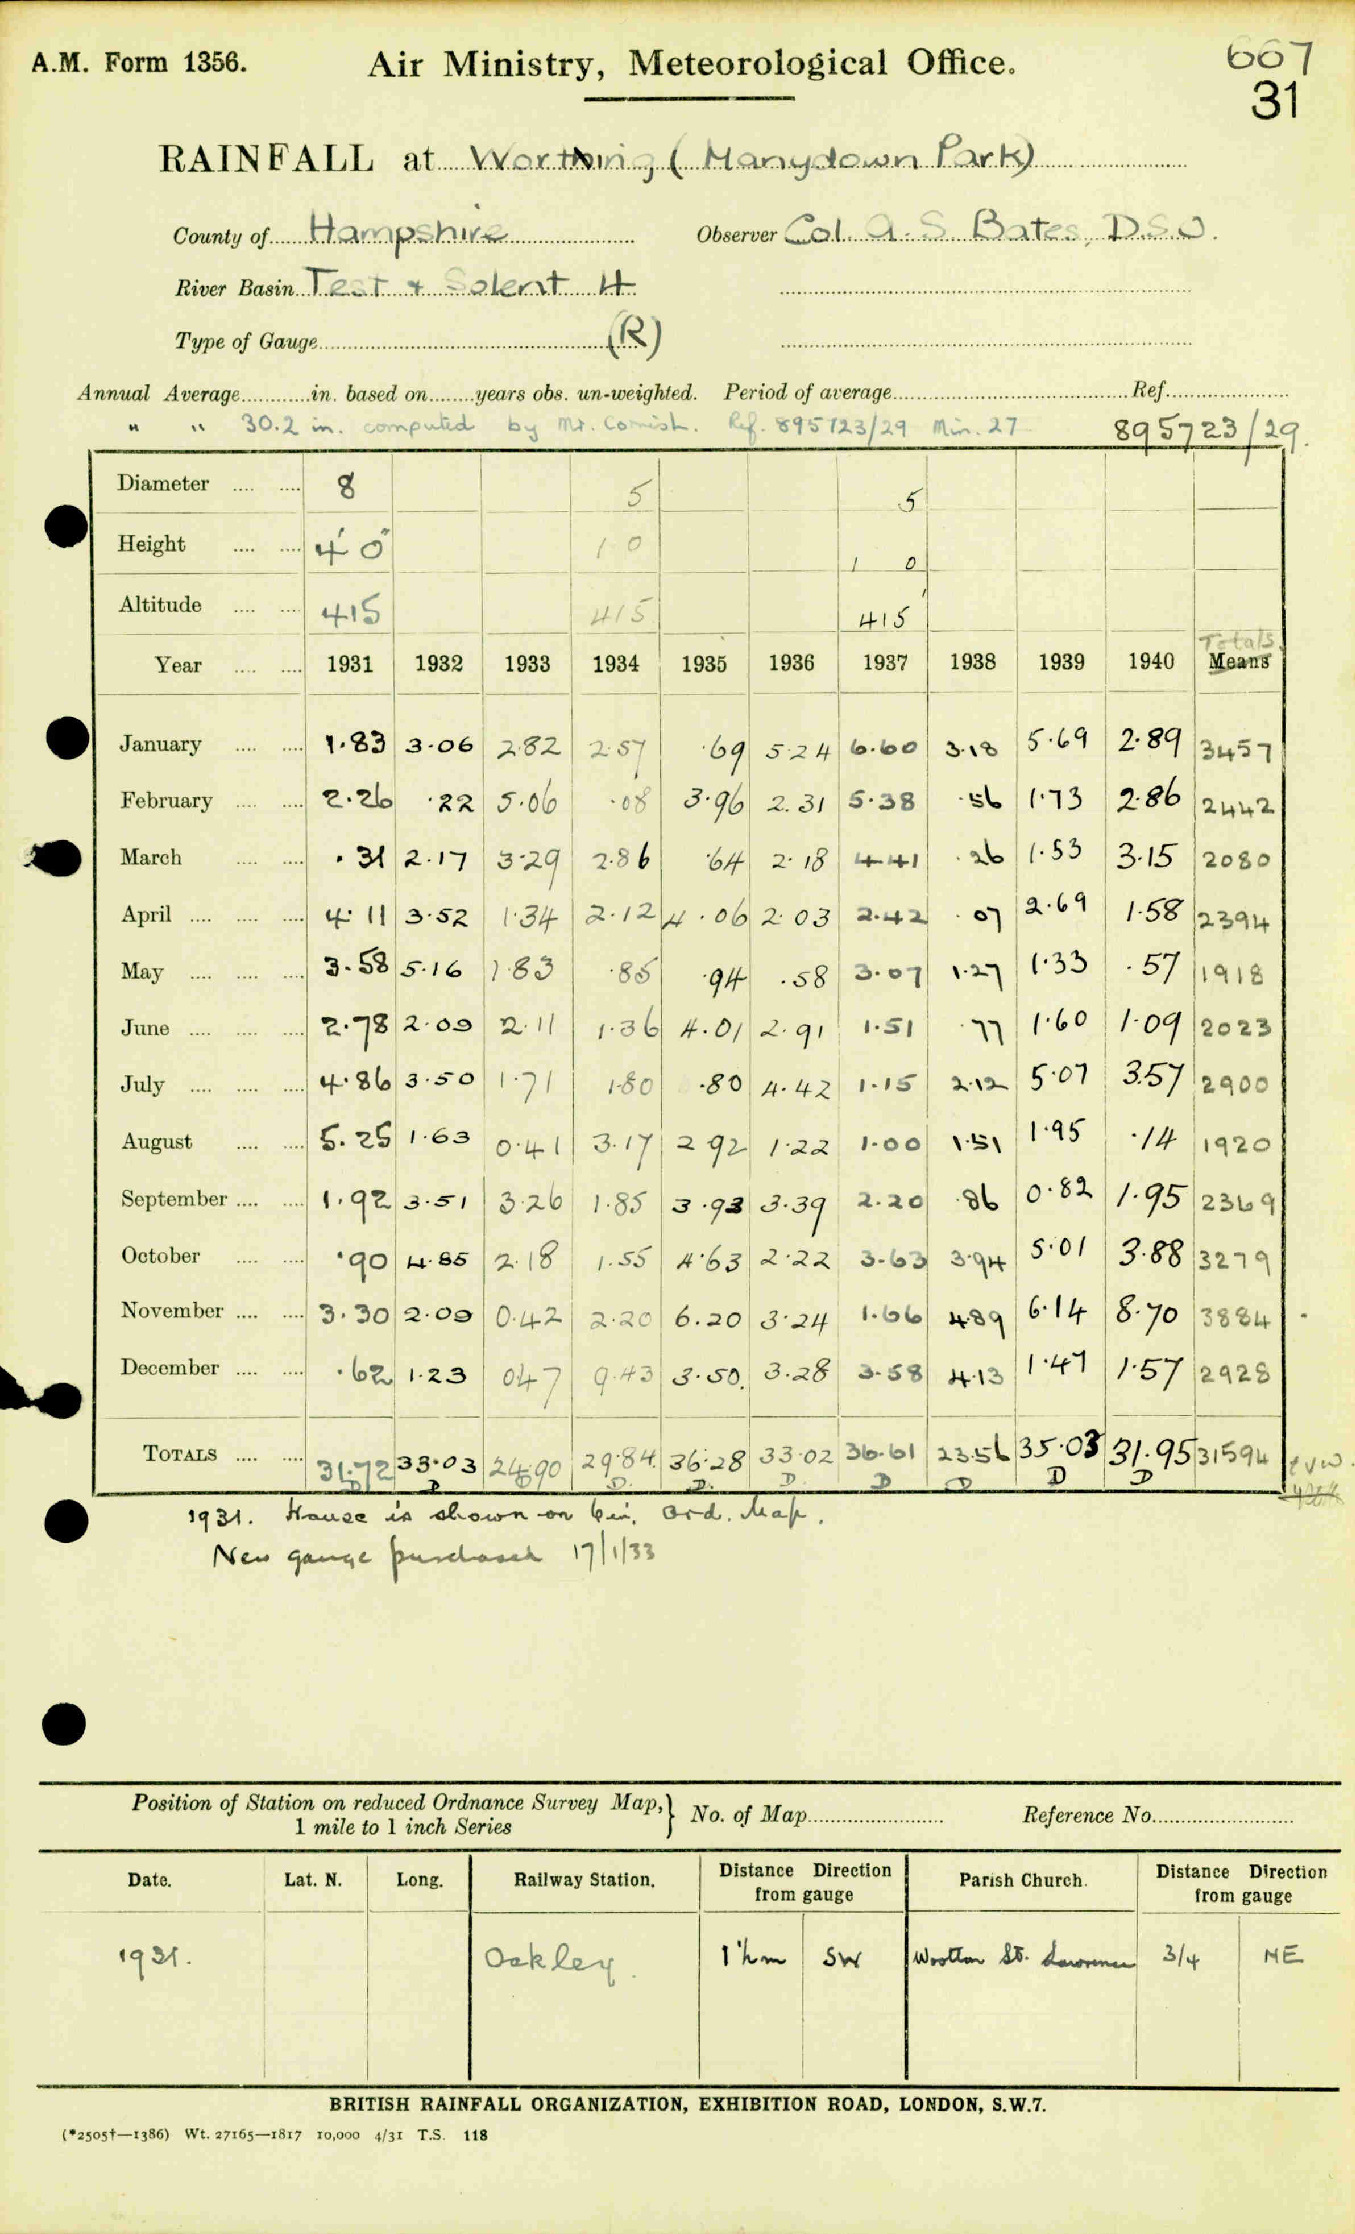 A.M. Form 1356. Air Ministry, Meteorological Office. 667
31
RAINFALL at Worthing (Manydown Park)
County of Hampshire Observer Col. A. S. Bates, D.S.O.
River Basin Test + Solent 4
Type of Gauge (R)
Annual Average in. based on years obs. un-weighted. Period of average Ref.
" " 30.2 in. computed by Mr. Cornish. Ref. 895723/29 Min. 27 895723/29.
Diameter 8 5 5
Height 4' 0" 1 0 1 0
Altitude 415 415 415'
Totals
Year 1931 1932 1933 1934 1935 1936 1937 1938 1939 1940 Means
January 1.83 3.06 2.82 2.57 .69 5.24 6.60 3.18 5.69 2.89 3457
February 2.26 .22 5.06 .08 3.96 2.31 5.38 .56 1.73 2.86 2442
March .31 2.17 3.29 2.86 .64 2.18 4.41 .26 1.53 3.15 2080
April 4.11 3.52 1.34 2.12 4.06 2.03 2.42 .07 2.69 1.58 2394
May 3.58 5.16 1.83 .85 .94 .58 3.07 1.27 1.33 .57 1918
June 2.78 2.09 2.11 1.36 4.01 2.91 1.51 .77 1.60 1.09 2023
July 4.86 3.50 1.71 1.80 .80 4.42 1.15 2.12 5.07 3.57 2900
August 5.25 1.63 0.41 3.17 2.92 1.22 1.00 1.51 1.95 .14 1920
September 1.92 3.51 3.26 1.85 3.93 3.39 2.20 .86 0.82 1.95 2369
October .90 4.85 2.18 1.55 4.63 2.22 3.63 3.94 5.01 3.88 3279
November 3.30 2.09 0.42 2.20 6.20 3.24 1.66 4.89 6.14 8.70 3884
December .62 1.23 047 9.43 3.50 3.28 3.58 4.13 1.47 1.57 2928
TOTALS 31.72 33.03 24.90 29.84 36.28 33.02 36.61 23.56 35.03 31.95 31594
D D D D D D D D D D
1931. House is shown on 6in. Ord. Map.
New gauge purchased 17/1/33
Position of Station on reduced Ordnance Survey Map, 1 mile to 1 inch Series } No. of Map Reference No.
Date. Lat. N. Long. Railway Station. Distance Direction from gauge Parish Church. Distance Direction from gauge
1931. Oakley. 1½m SW Wootton St. Lawrence 3/4 NE
BRITISH RAINFALL ORGANIZATION, EXHIBITION ROAD, LONDON, S.W.7.
(*2505†—1386) Wt. 27165—1817 10,000 4/31 T.S. 118